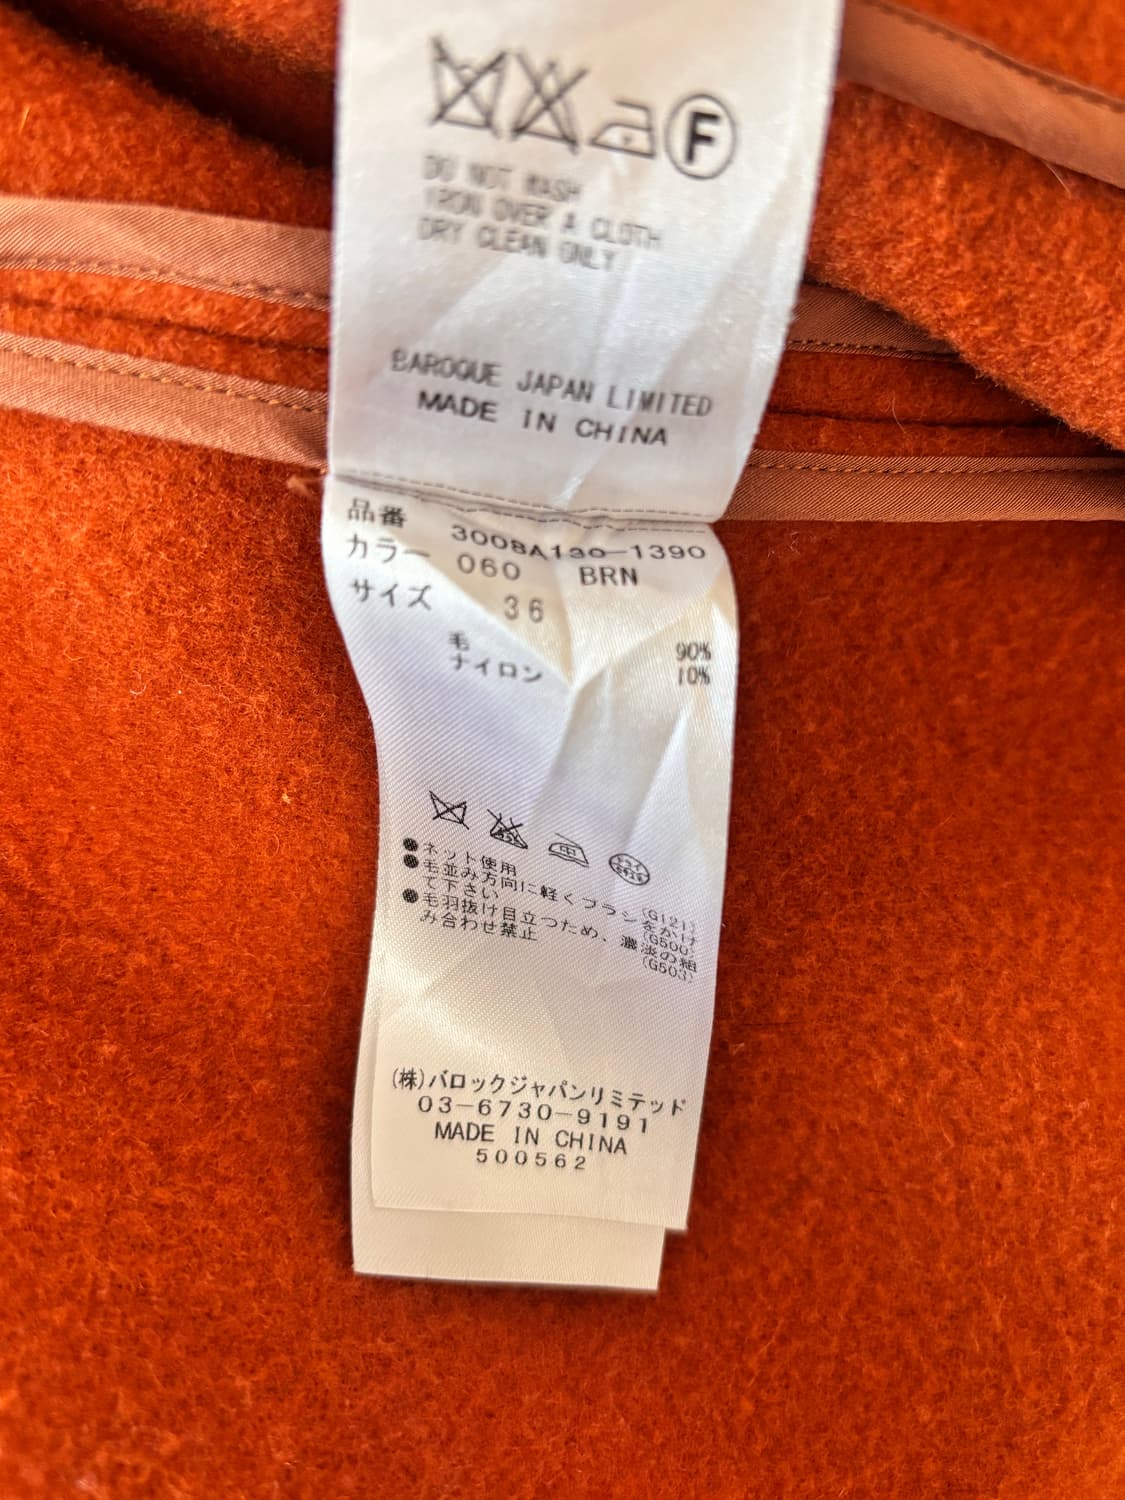 F
DO NOT WASH
IRON OVER A CLOTH
DRY CLEAN ONLY
BAROQUE JAPAN LIMITED
MADE IN CHINA
品番 3008A130-1390
カラー 060 BRN
サイズ 36
毛 90%
ナイロン 10%
●ネット使用 (G121)
●毛並み方向に軽くブラシをかけ
て下さい (G500)
●毛羽抜け目立つため、濃淡の組
み合わせ禁止 (G503)
(株)バロックジャパンリミテッド
03-6730-9191
MADE IN CHINA
500562